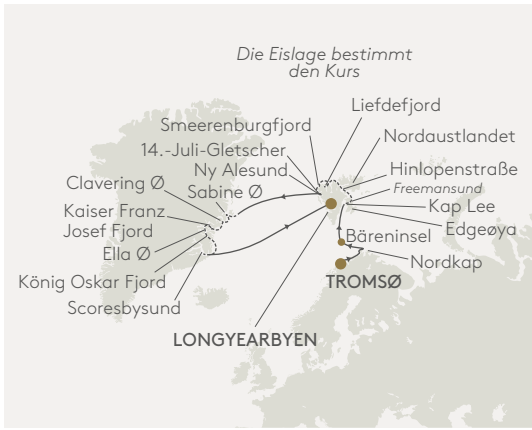 Die Eislage bestimmt
den Kurs
Liefdefjord
Smeerenburgfjord
Nordaustlandet
14.-Juli-Gletscher
Ny Alesund
Hinlopenstraße
Clavering Ø
Sabine Ø
Freemansund
Kap Lee
Kaiser Franz
Josef Fjord
Edgeøya
Bäreninsel
Ella Ø
Nordkap
König Oskar Fjord
TROMSØ
Scoresbysund
LONGYEARBYEN